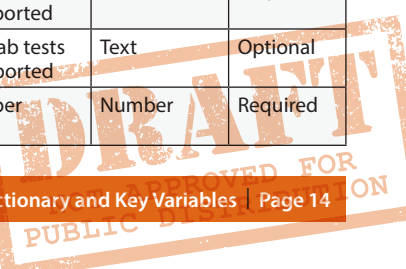 ported
ab tests Text Optional
ported
ber Number Required
DRAFT
NOT APPROVED FOR
ctionary and Key Variables | Page 14
PUBLIC DISTRIBUTION